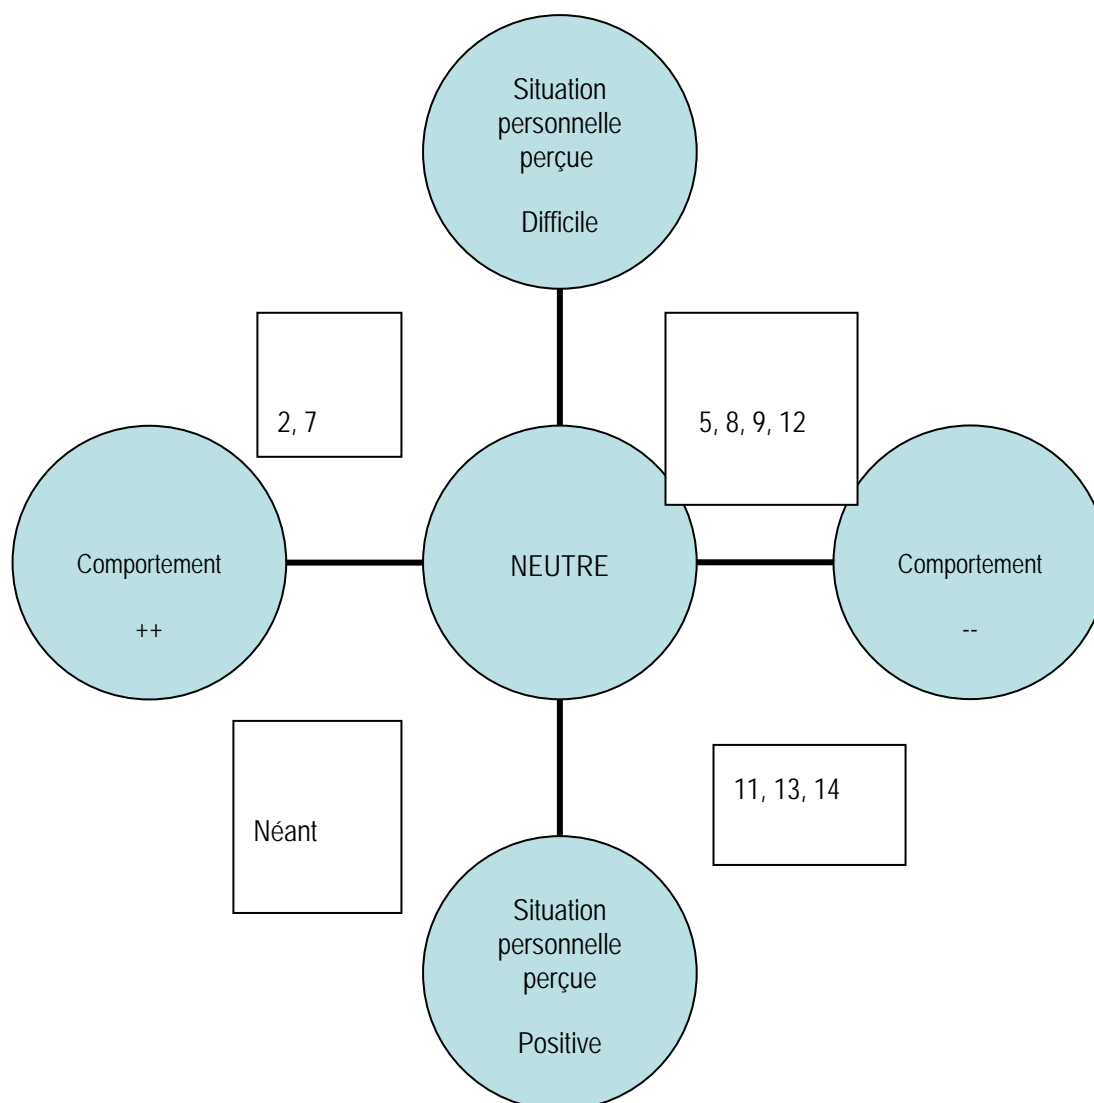 Situation
personnelle
perçue
Difficile
2, 7
5, 8, 9, 12
Comportement
++
NEUTRE
Comportement
--
Néant
11, 13, 14
Situation
personnelle
perçue
Positive